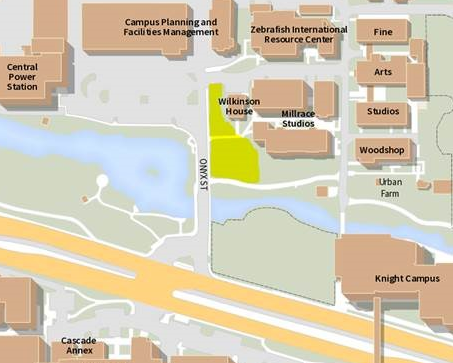 Campus Planning and
Facilities Management
Zebrafish International
Resource Center
Fine
Central
Power
Station
Arts
Wilkinson
House
Millrace
Studios
Studios
Woodshop
ONYX ST
Urban
Farm
Knight Campus
Cascade
Annex